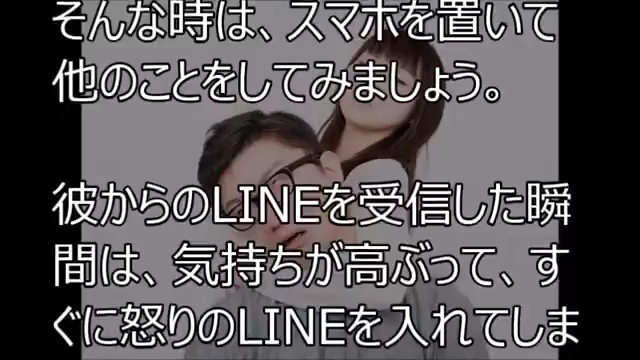 そんな時は、スマホを置いて
他のことをしてみましょう。
彼からのLINEを受信した瞬
間は、気持ちが高ぶって、す
ぐに怒りのLINEを入れてしま